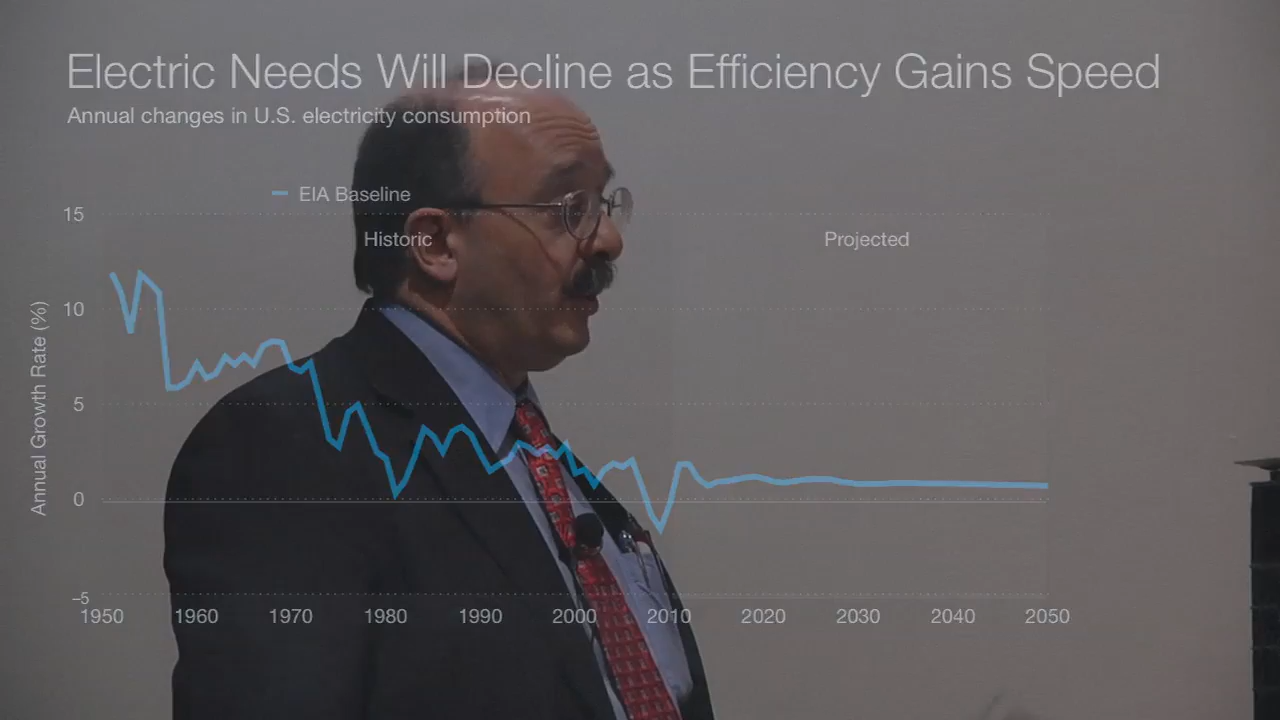 Electric Needs Will Decline as Efficiency Gains Speed
Annual changes in U.S. electricity consumption
EIA Baseline
15
Historic
Projected
10
Annual Growth Rate (%)
5
0
–5
1950 1960 1970 1980 1990 2000 2010 2020 2030 2040 2050